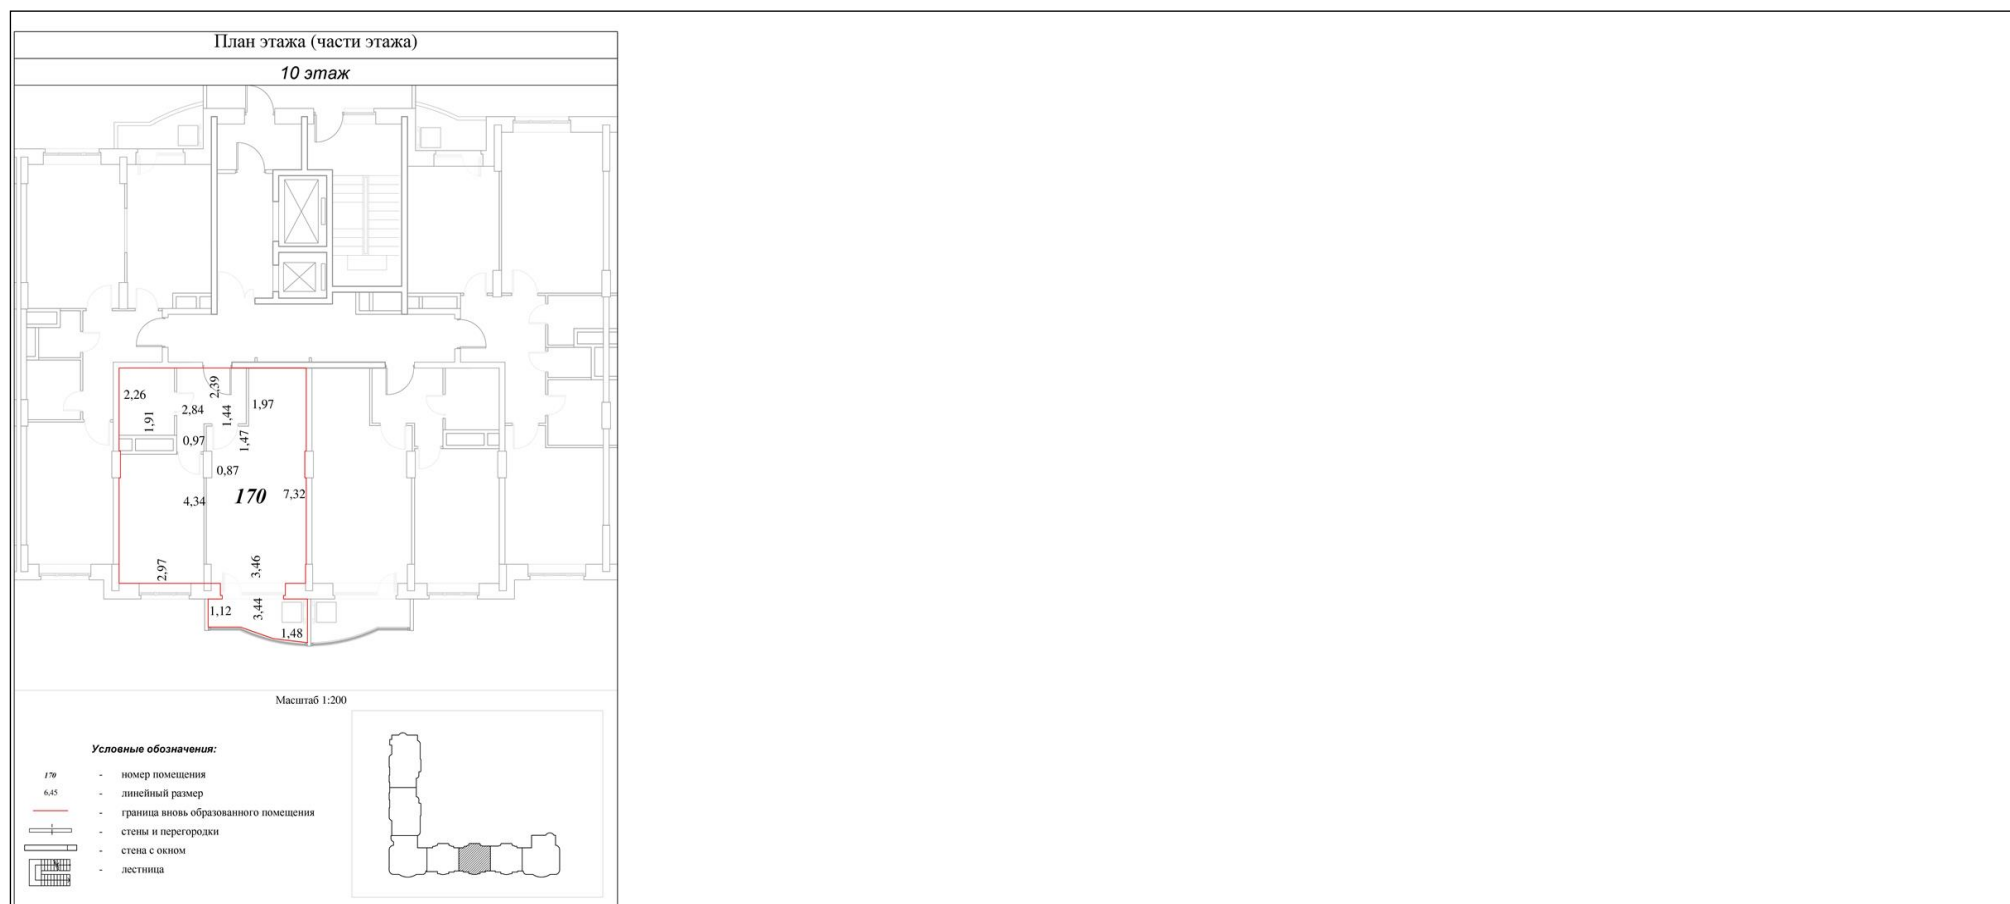 План этажа (части этажа)
10 этаж
2,26
2,39
1,97
2,84
1,44
1,91
0,97
1,47
0,87
4,34
170
7,32
2,97
3,46
1,12
3,44
1,48
Масштаб 1:200
Условные обозначения:
170 - номер помещения
6,45 - линейный размер
- граница вновь образованного помещения
- стены и перегородки
- стена с окном
- лестница